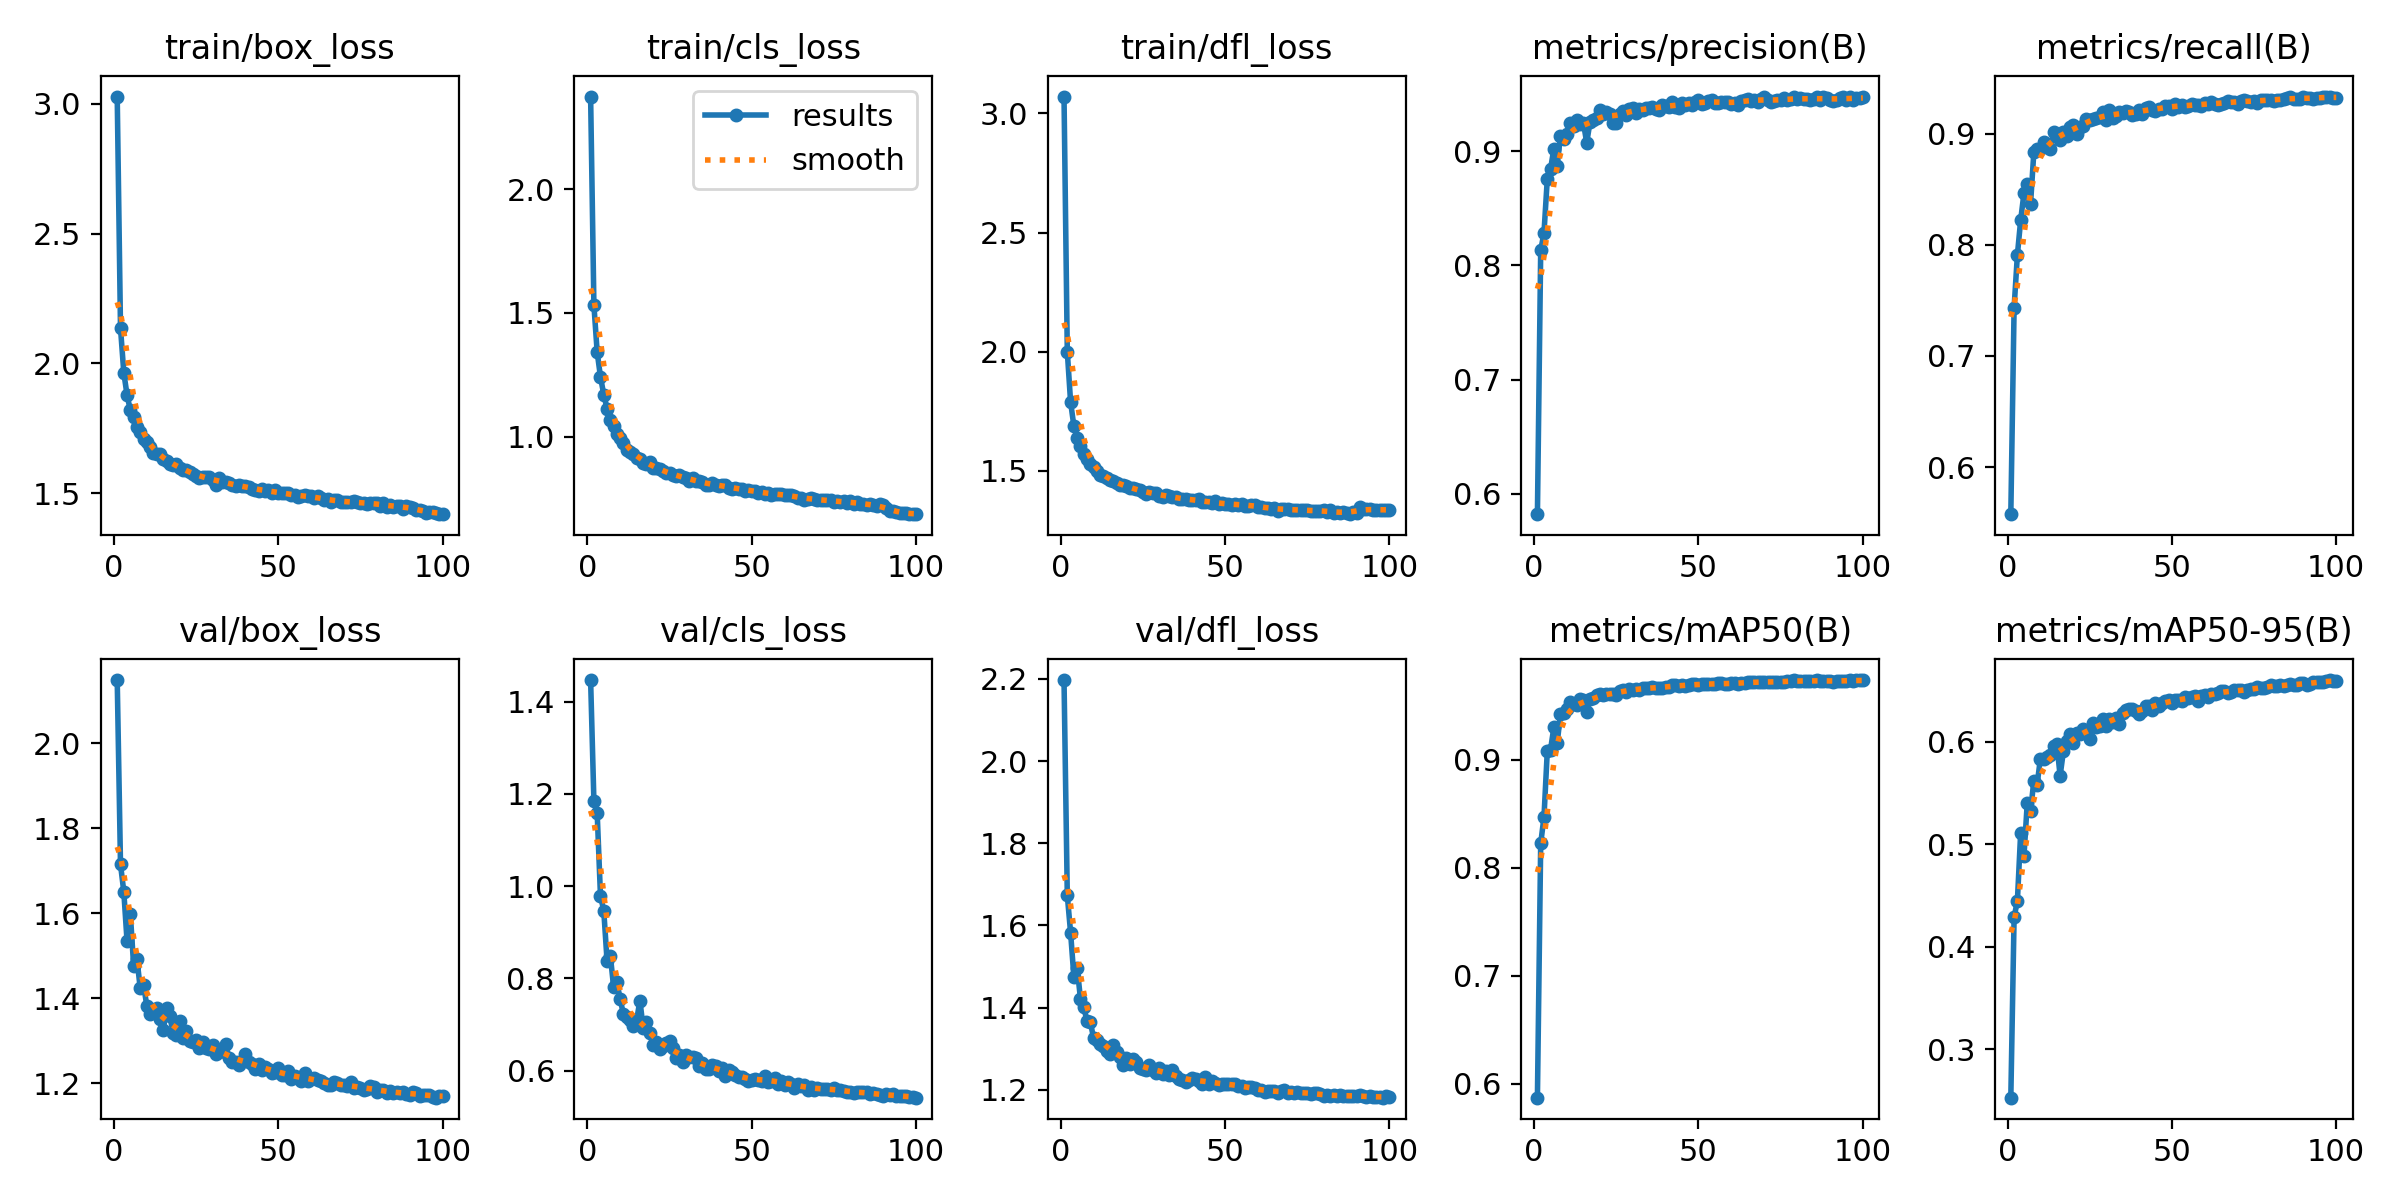 train/box_loss
3.0
2.5
2.0
1.5
0 50 100
train/cls_loss
results
smooth
2.0
1.5
1.0
0 50 100
train/dfl_loss
3.0
2.5
2.0
1.5
0 50 100
metrics/precision(B)
0.9
0.8
0.7
0.6
0 50 100
metrics/recall(B)
0.9
0.8
0.7
0.6
0 50 100
val/box_loss
2.0
1.8
1.6
1.4
1.2
0 50 100
val/cls_loss
1.4
1.2
1.0
0.8
0.6
0 50 100
val/dfl_loss
2.2
2.0
1.8
1.6
1.4
1.2
0 50 100
metrics/mAP50(B)
0.9
0.8
0.7
0.6
0 50 100
metrics/mAP50-95(B)
0.6
0.5
0.4
0.3
0 50 100